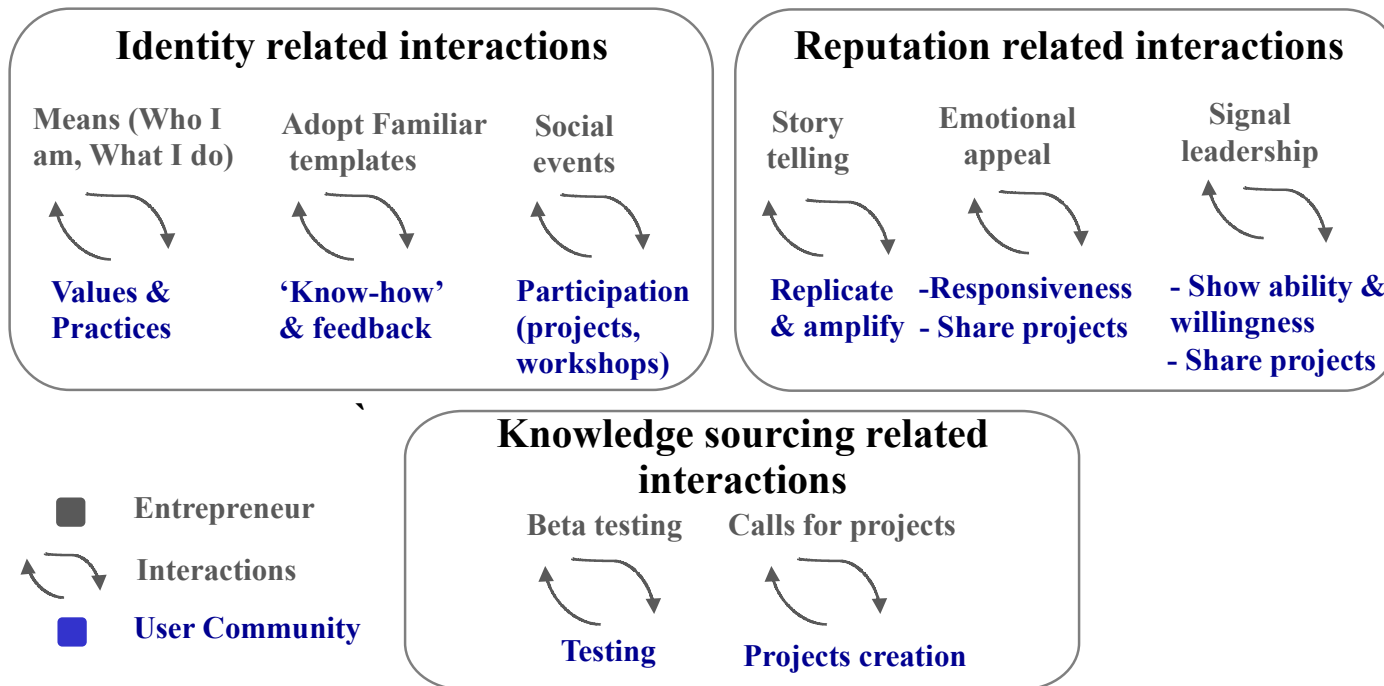 Identity related interactions
Means (Who I
am, What I do)
Adopt Familiar
templates
Social
events
Values &
Practices
‘Know-how’
& feedback
Participation
(projects,
workshops)
Reputation related interactions
Story
telling
Emotional
appeal
Signal
leadership
Replicate
& amplify
-Responsiveness
- Share projects
- Show ability &
willingness
- Share projects
`
Knowledge sourcing related
interactions
Beta testing
Calls for projects
Testing
Projects creation
Entrepreneur
Interactions
User Community